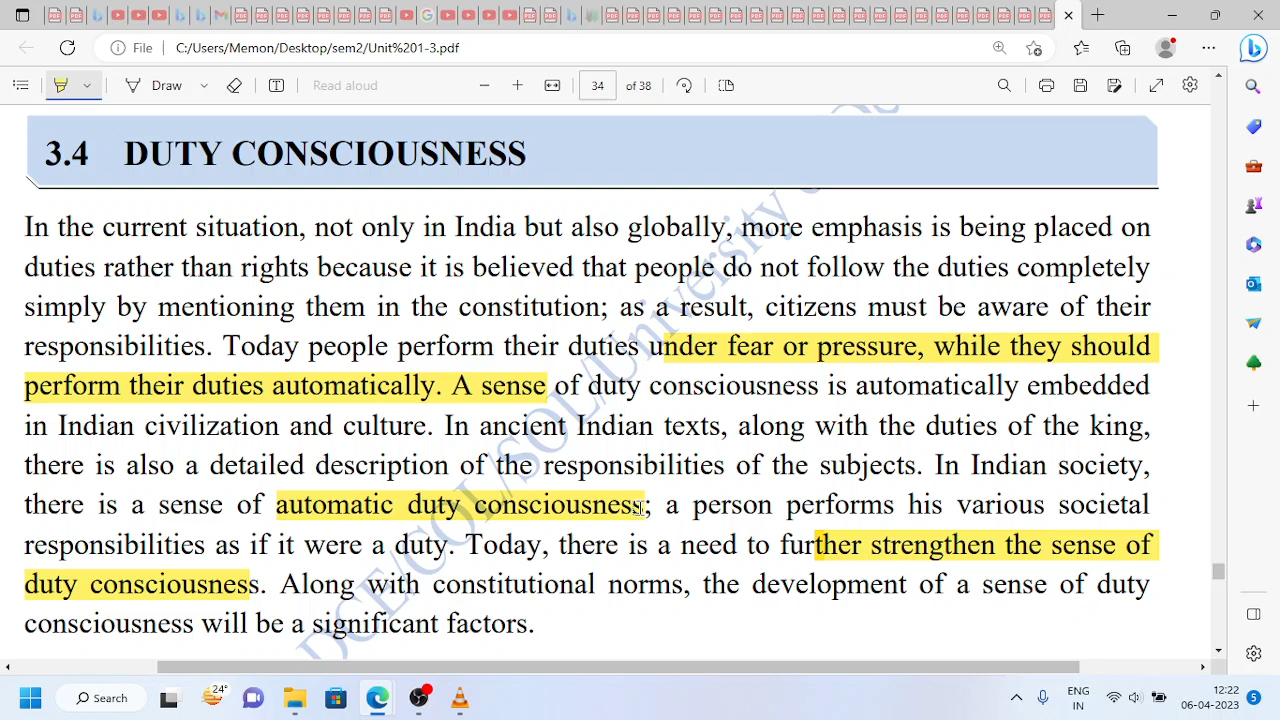 File
C:/Users/Memon/Desktop/sem2/Unit%201-3.pdf
Draw
Read aloud
34 of 38
3.4 DUTY CONSCIOUSNESS
In the current situation, not only in India but also globally, more emphasis is being placed on
duties rather than rights because it is believed that people do not follow the duties completely
simply by mentioning them in the constitution; as a result, citizens must be aware of their
responsibilities. Today people perform their duties under fear or pressure, while they should
perform their duties automatically. A sense of duty consciousness is automatically embedded
in Indian civilization and culture. In ancient Indian texts, along with the duties of the king,
there is also a detailed description of the responsibilities of the subjects. In Indian society,
there is a sense of automatic duty consciousness; a person performs his various societal
responsibilities as if it were a duty. Today, there is a need to further strengthen the sense of
duty consciousness. Along with constitutional norms, the development of a sense of duty
consciousness will be a significant factors.
DCE/COL/SOL/University
Search
24°
ENG
IN
12:22
06-04-2023
5